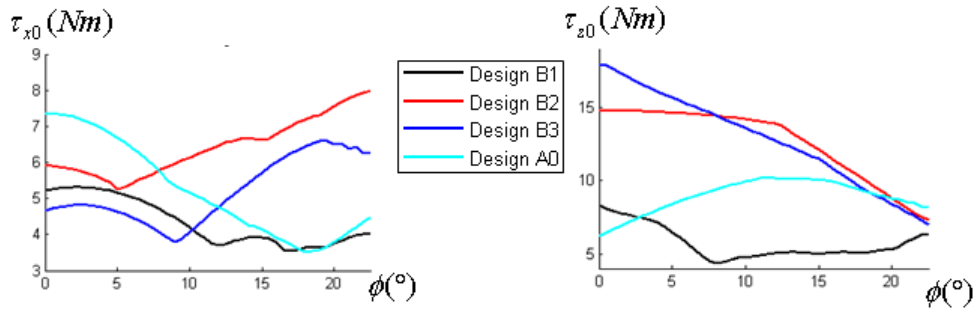 τx0 (Nm)
9
8
7
6
5
4
3
0 5 10 15 20
ϕ(°)
Design B1
Design B2
Design B3
Design A0
τz0 (Nm)
15
10
5
0 5 10 15 20
ϕ(°)